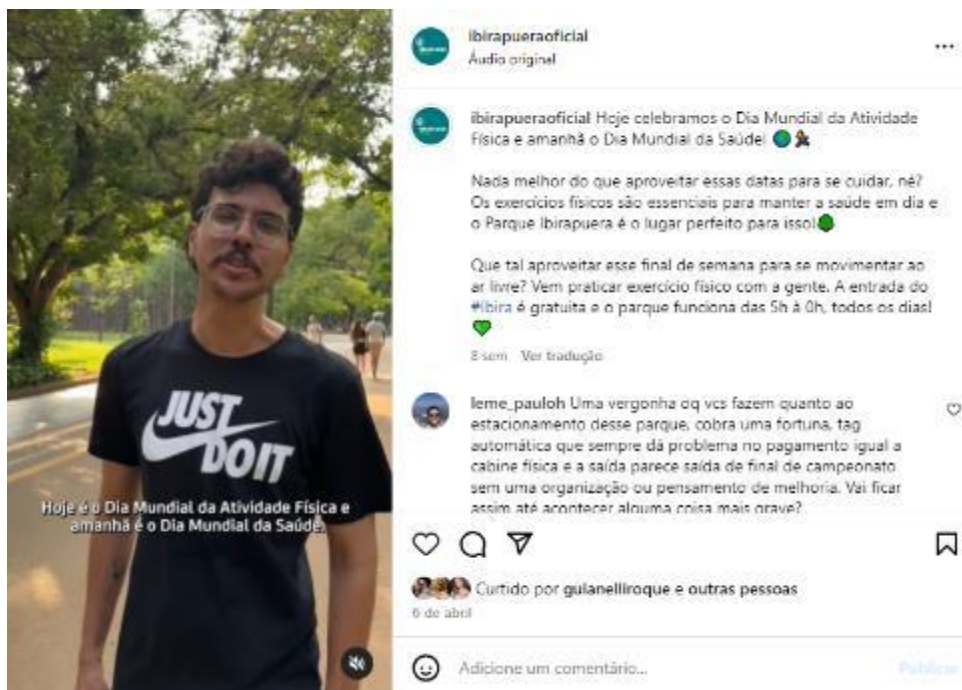 ibirapueraoficial
Áudio original
ibirapueraoficial Hoje celebramos o Dia Mundial da Atividade
Física e amanhã o Dia Mundial da Saúde!
Nada melhor do que aproveitar essas datas para se cuidar, né?
Os exercícios físicos são essenciais para manter a saúde em dia e
o Parque Ibirapuera é o lugar perfeito para isso!
Que tal aproveitar esse final de semana para se movimentar ao
ar livre? Vem praticar exercício físico com a gente. A entrada do
#Ibira é gratuita e o parque funciona das 5h à 0h, todos os dias!
8 sem Ver tradução
leme_pauloh Uma vergonha oq vcs fazem quanto ao
estacionamento desse parque, cobra uma fortuna, tag
automática que sempre dá problema no pagamento igual a
cabine física e a saída parece saída de final de campeonato
sem uma organização ou pensamento de melhoria. Vai ficar
assim até acontecer alguma coisa mais grave?
Curtido por guianelliroque e outras pessoas
6 de abril
Adicione um comentário...
Publicar
JUST
DO IT
Hoje é o Dia Mundial da Atividade Física e
amanhã é o Dia Mundial da Saúde.